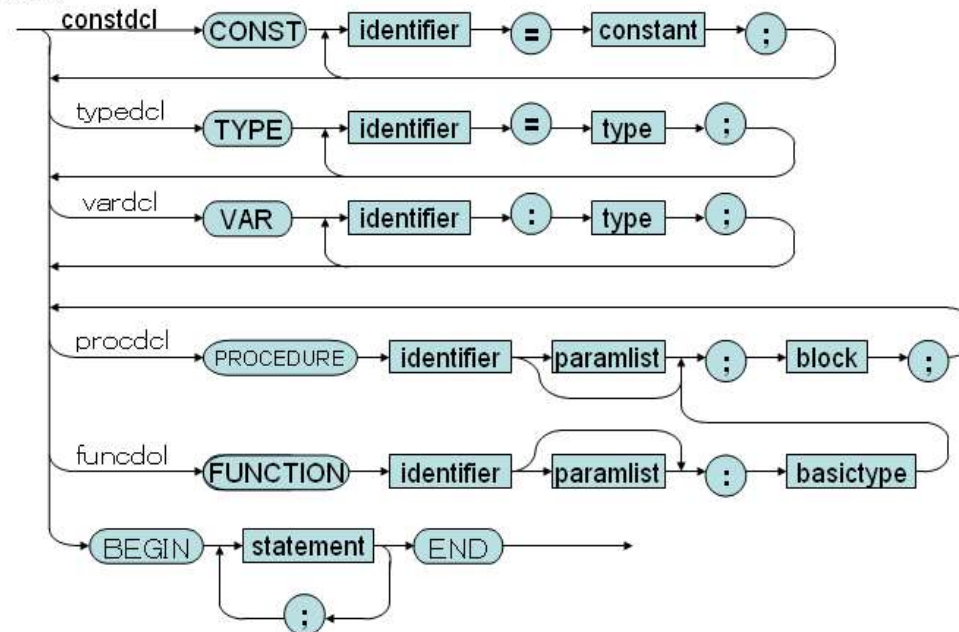 constdcl CONST identifier = constant ;
typedcl TYPE identifier = type ;
vardcl VAR identifier : type ;
procdcl PROCEDURE identifier paramlist ; block ;
funcdcl FUNCTION identifier paramlist : basictype
BEGIN statement END
;